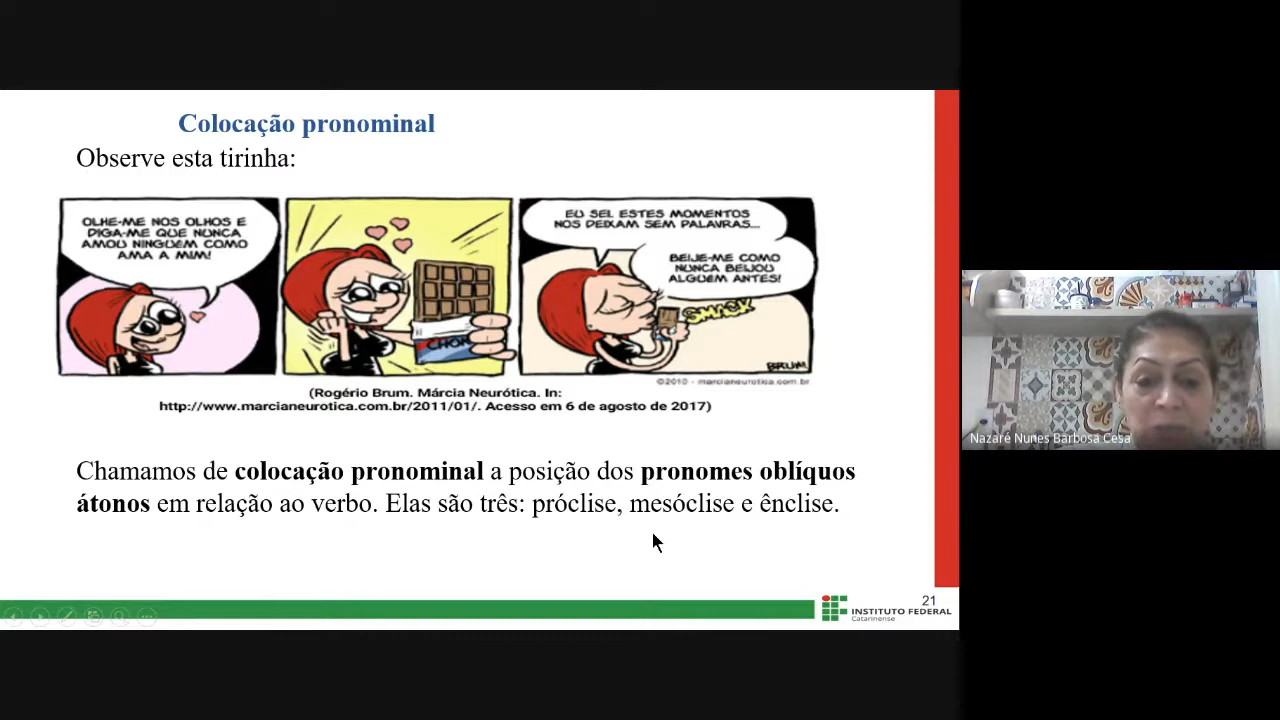 Colocação pronominal
Observe esta tirinha:
OLHE-ME NOS OLHOS E
DIGA-ME QUE NUNCA
AMOU NINGUÉM COMO
AMA A MIM!
EU SEI, ESTES MOMENTOS
NOS DEIXAM SEM PALAVRAS...
BEIJE-ME COMO
NUNCA BEIJOU
ALGUÉM ANTES!
SMACK
CHO
BRUM
©2010 - marcianeurotica.com.br
(Rogério Brum. Márcia Neurótica. In:
http://www.marcianeurotica.com.br/2011/01/. Acesso em 6 de agosto de 2017)
Chamamos de colocação pronominal a posição dos pronomes oblíquos
átonos em relação ao verbo. Elas são três: próclise, mesóclise e ênclise.
21
INSTITUTO FEDERAL
Catarinense
Nazaré Nunes Barbosa Cesa